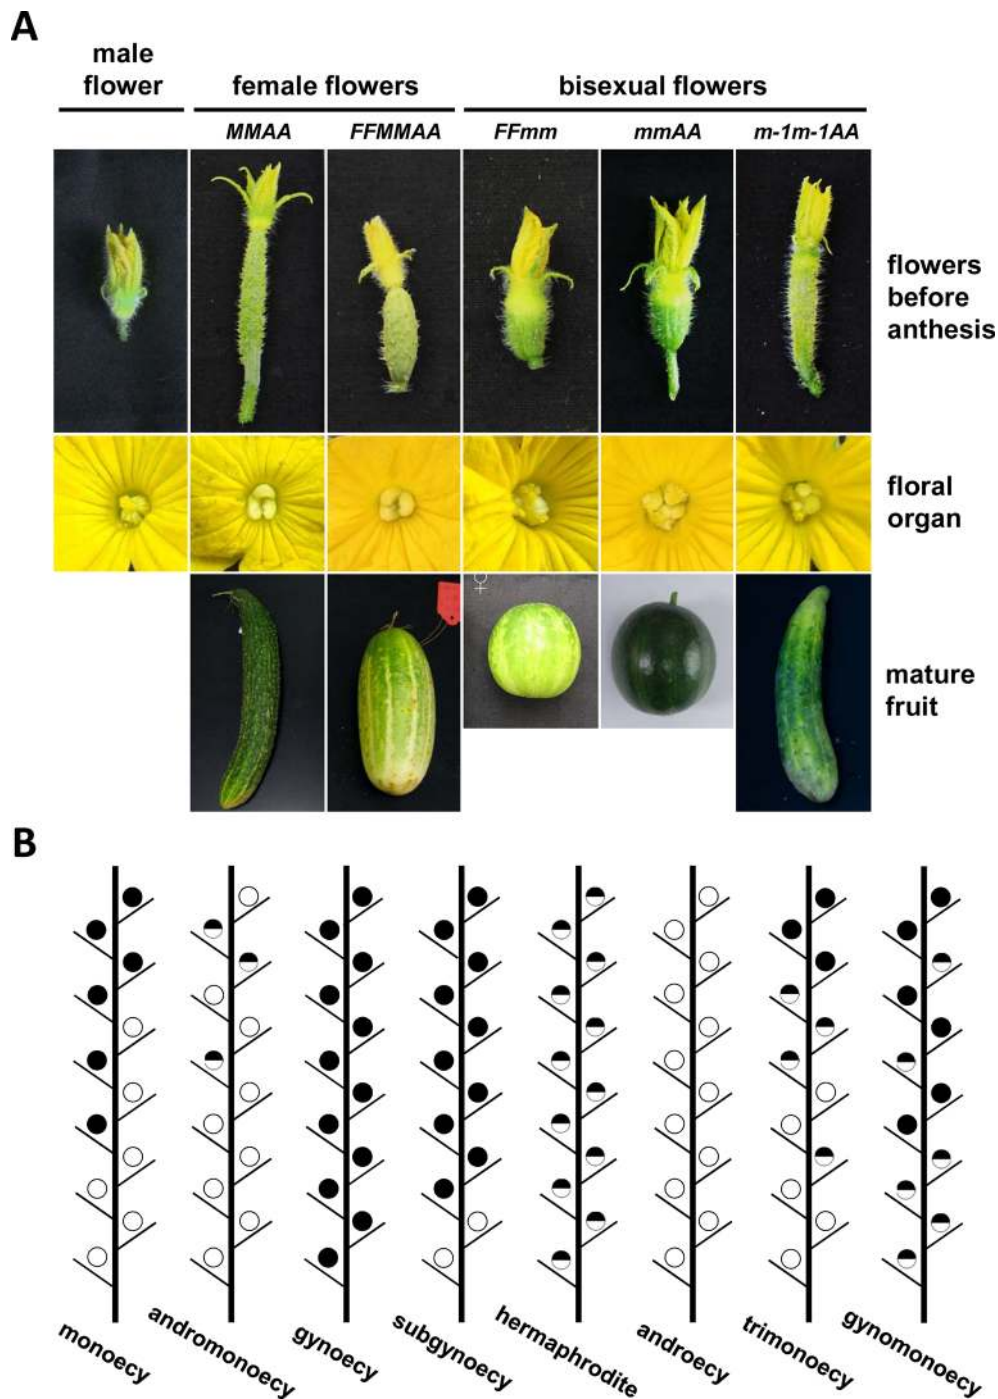 A
male
flower
female flowers
bisexual flowers
MMAA
FFMMAA
FFmm
mmAA
m-1m-1AA
flowers
before
anthesis
floral
organ
♀
mature
fruit
B
monoecy
andromonoecy
gynoecy
subgynoecy
hermaphrodite
androecy
trimonoecy
gynomonoecy